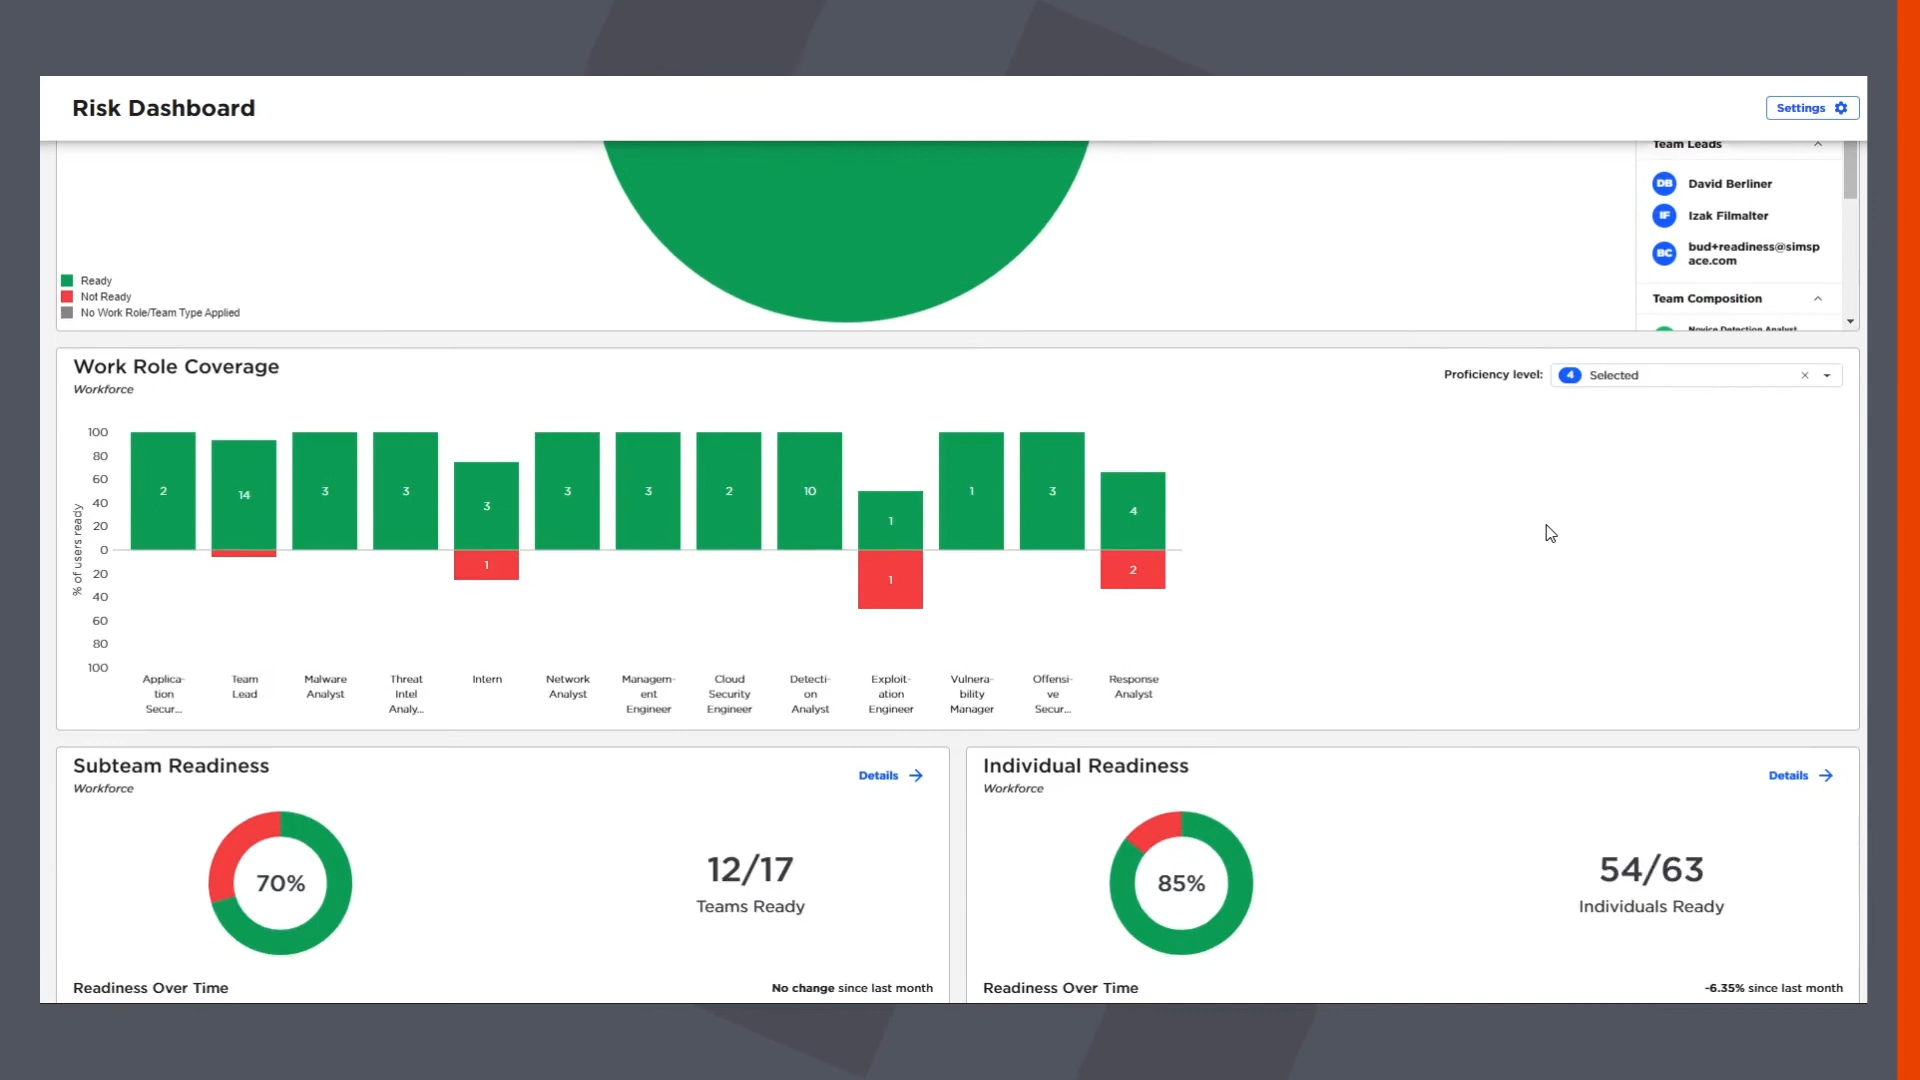 Risk Dashboard
Settings
Team Leads
DB David Berliner
IF Izak Filmalter
BC bud+readiness@simsp
ace.com
Team Composition
Novice Detection Analyst
Ready
Not Ready
No Work Role/Team Type Applied
Work Role Coverage
Workforce
Proficiency level: 4 Selected
% of users ready
100
80
60
40
20
0
20
40
60
80
100
2
14
3
3
3
1
3
3
2
10
1
1
1
3
4
2
Applica-
tion
Secur...
Team
Lead
Malware
Analyst
Threat
Intel
Analy...
Intern
Network
Analyst
Managem-
ent
Engineer
Cloud
Security
Engineer
Detecti-
on
Analyst
Exploit-
ation
Engineer
Vulnera-
bility
Manager
Offensi-
ve
Secur...
Response
Analyst
Subteam Readiness
Workforce
Details
70%
12/17
Teams Ready
Readiness Over Time
No change since last month
Individual Readiness
Workforce
Details
85%
54/63
Individuals Ready
Readiness Over Time
-6.35% since last month